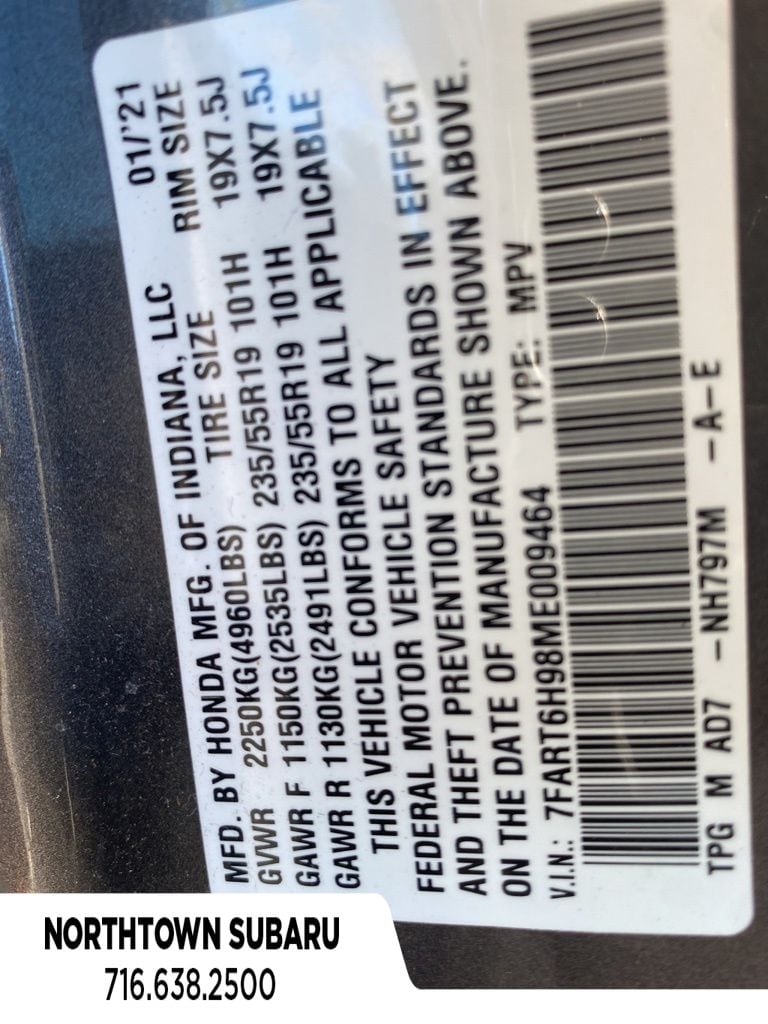 MFD. BY HONDA MFG. OF INDIANA, LLC 01/'21
GVWR 2250KG(4960LBS) TIRE SIZE RIM SIZE
GAWR F 1150KG(2535LBS) 235/55R19 101H 19X7.5J
GAWR R 1130KG(2491LBS) 235/55R19 101H 19X7.5J
THIS VEHICLE CONFORMS TO ALL APPLICABLE
FEDERAL MOTOR VEHICLE SAFETY
AND THEFT PREVENTION STANDARDS IN EFFECT
ON THE DATE OF MANUFACTURE SHOWN ABOVE.
V.I.N.: 7FART6H98ME009464 TYPE: MPV
TPG M AD7 -NH797M -A-E
NORTHTOWN SUBARU
716.638.2500